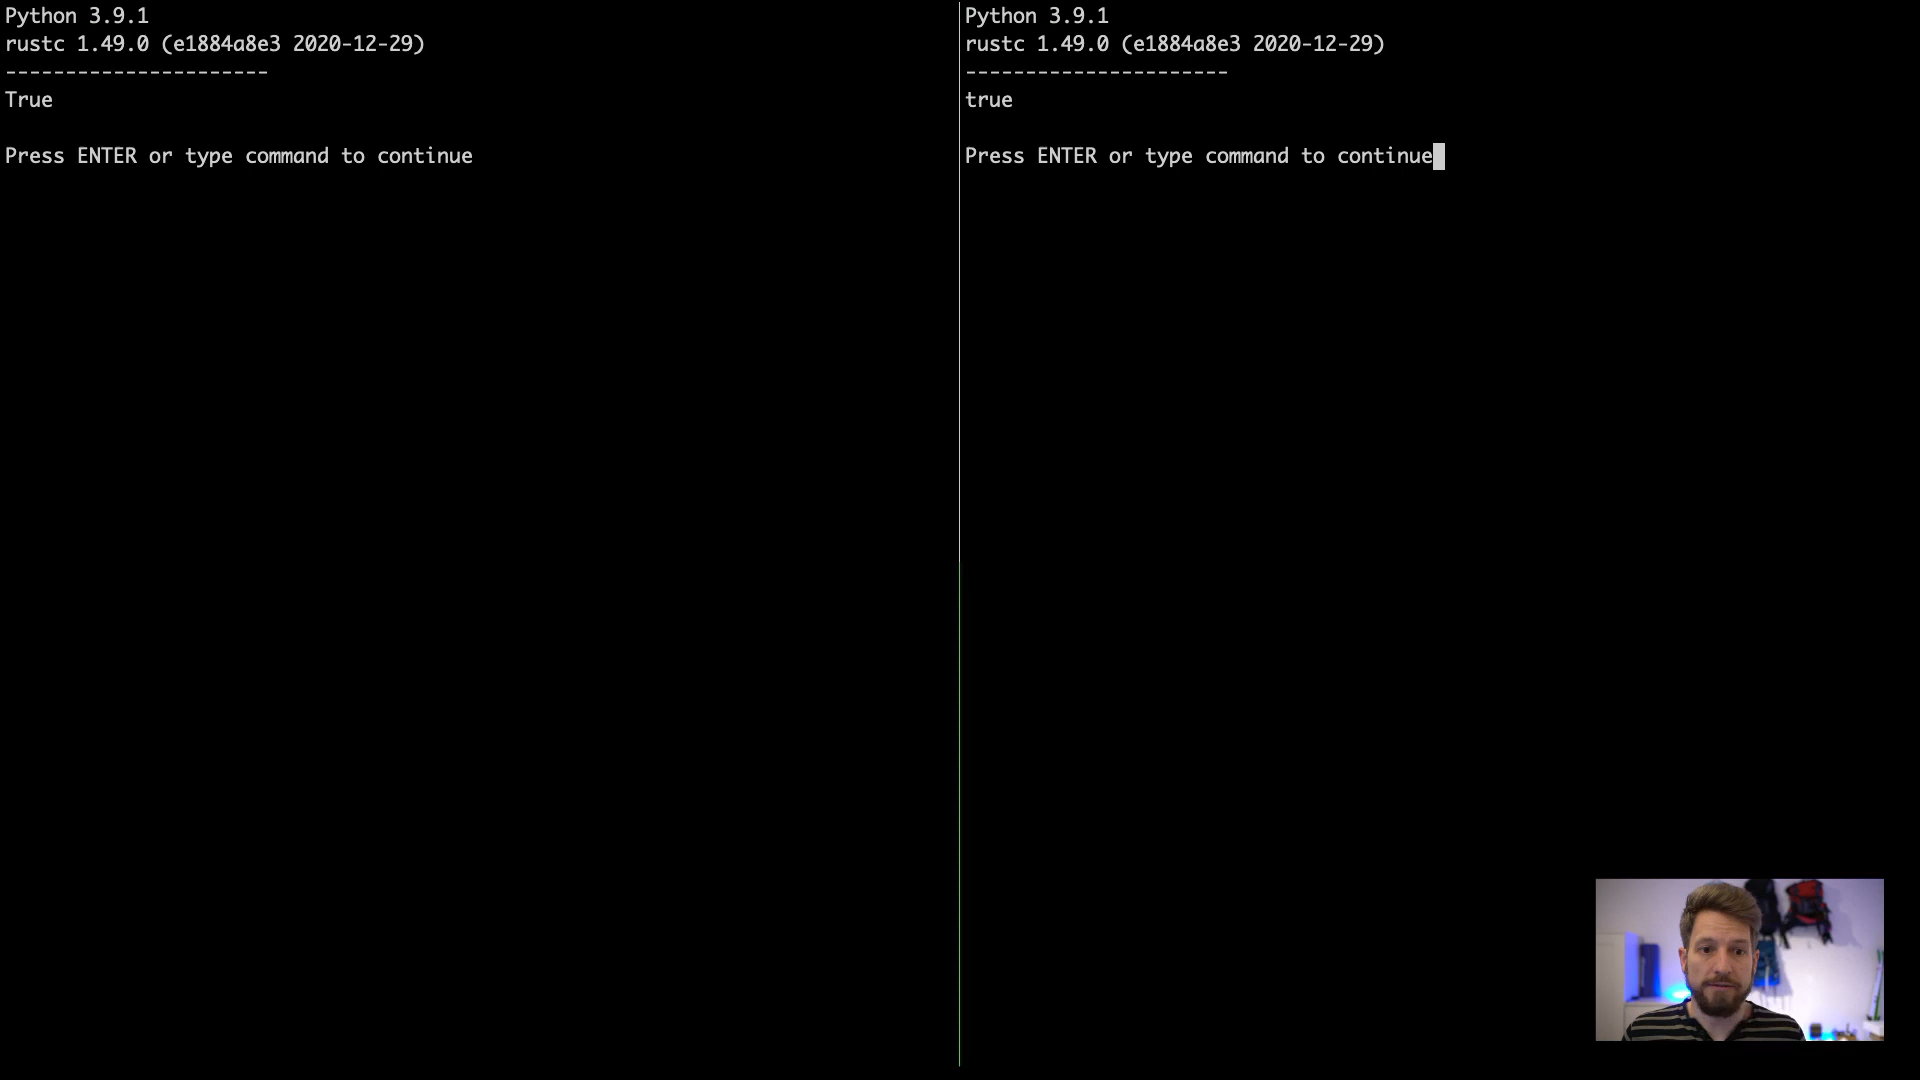 Python 3.9.1
rustc 1.49.0 (e1884a8e3 2020-12-29)
----------------------
True
Press ENTER or type command to continue
Python 3.9.1
rustc 1.49.0 (e1884a8e3 2020-12-29)
----------------------
true
Press ENTER or type command to continue